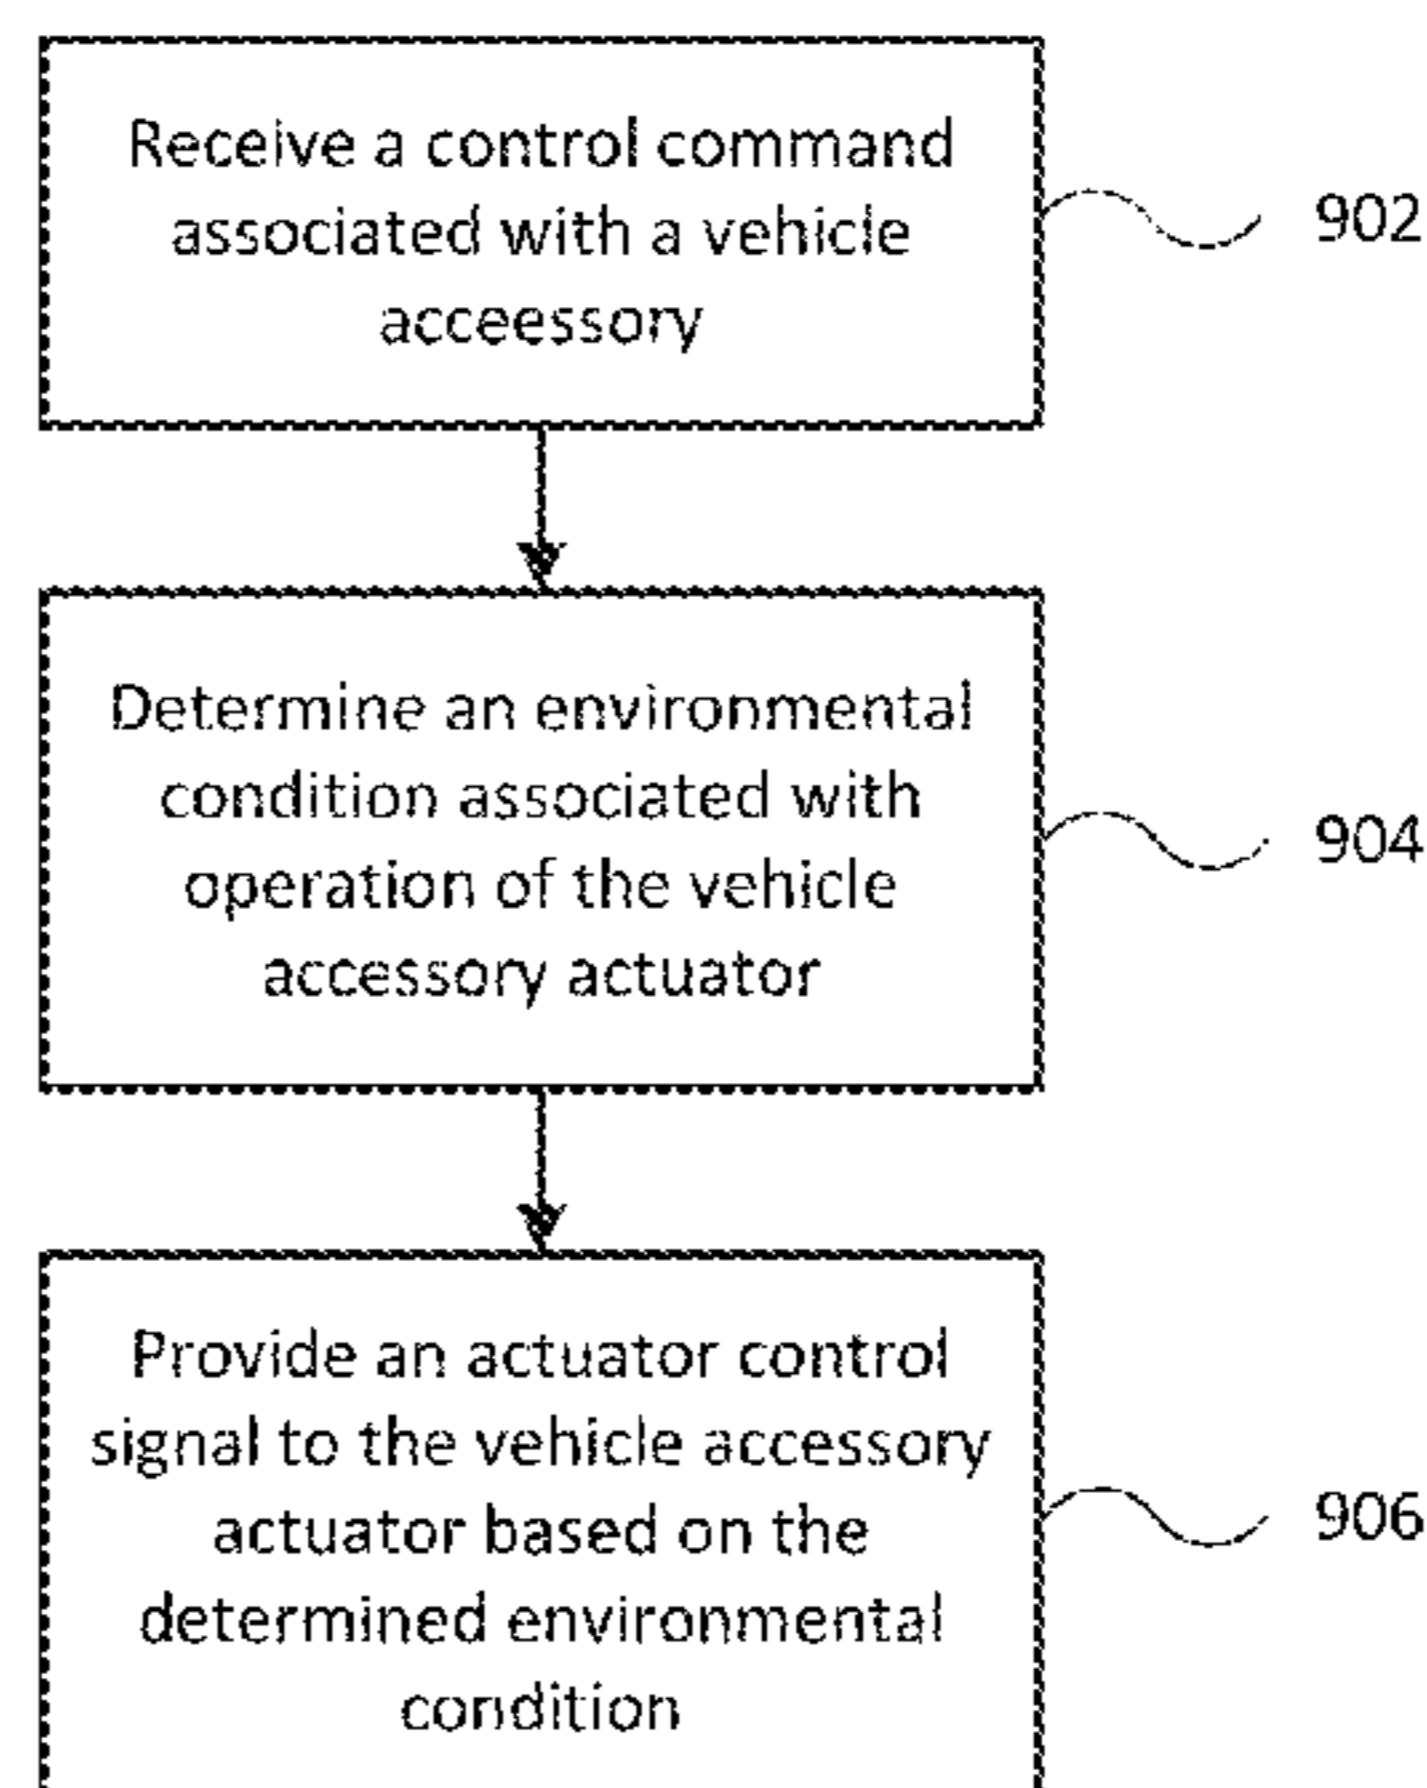 Receive a control command
associated with a vehicle
acceessory
902
Determine an environmental
condition associated with
operation of the vehicle
accessory actuator
904
Provide an actuator control
signal to the vehicle accessory
actuator based on the
determined environmental
condition
906